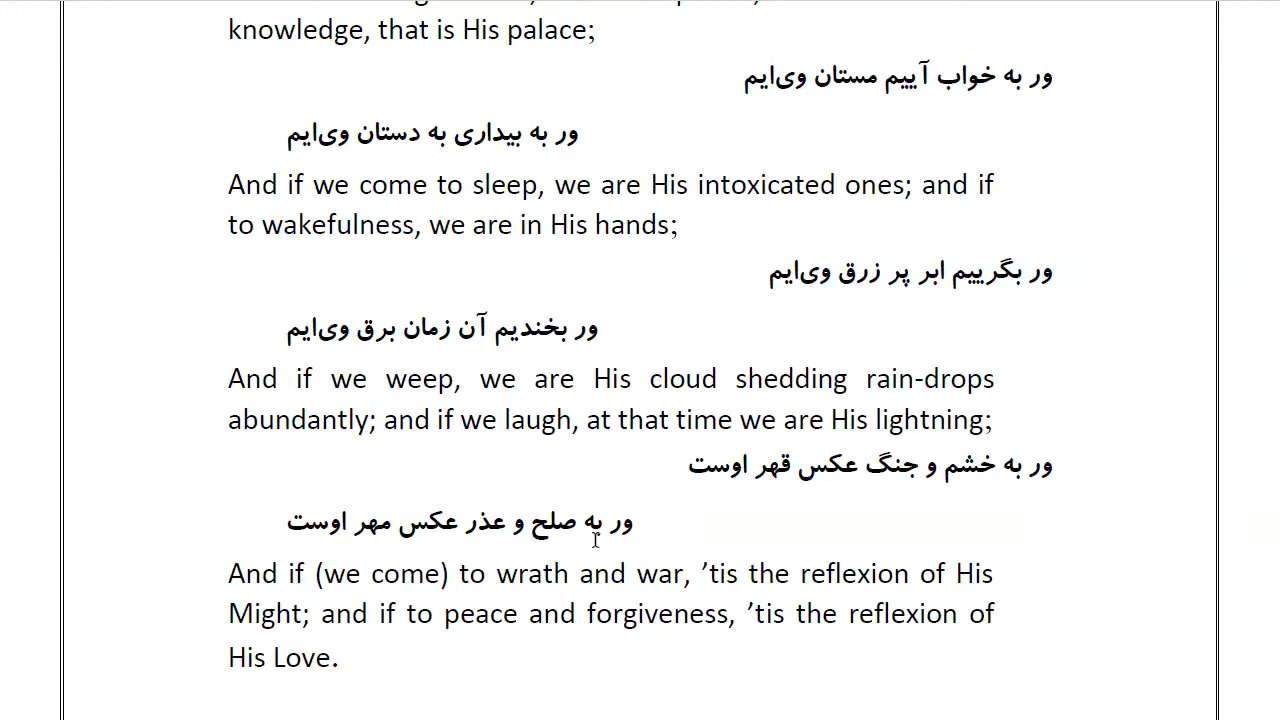 knowledge, that is His palace;
ور به خواب آییم مستان وی‌ایم
ور به بیداری به دستان وی‌ایم
And if we come to sleep, we are His intoxicated ones; and if
to wakefulness, we are in His hands;
ور بگرییم ابر پر زرق وی‌ایم
ور بخندیم آن زمان برق وی‌ایم
And if we weep, we are His cloud shedding rain-drops
abundantly; and if we laugh, at that time we are His lightning;
ور به خشم و جنگ عکس قهر اوست
ور به صلح و عذر عکس مهر اوست
And if (we come) to wrath and war, ’tis the reflexion of His
Might; and if to peace and forgiveness, ’tis the reflexion of
His Love.